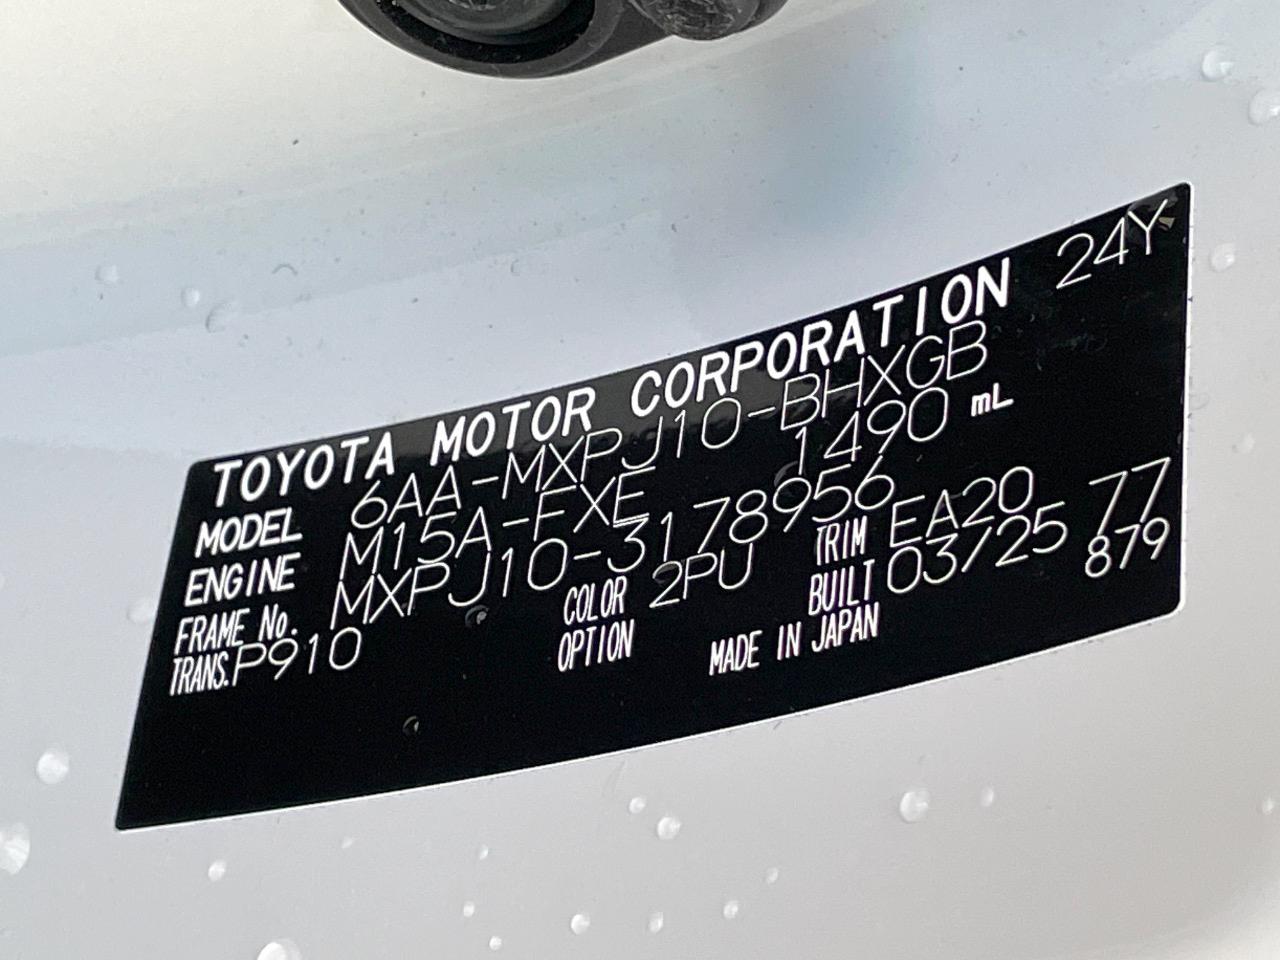 TOYOTA MOTOR CORPORATION 24Y
MODEL 6AA-MXPJ10-BHXGB
ENGINE M15A-FXE 1490 mL
FRAME No. MXPJ10-3178956
TRANS. P910 COLOR 2PU TRIM EA20 77
OPTION BUILT 03/25 879
MADE IN JAPAN